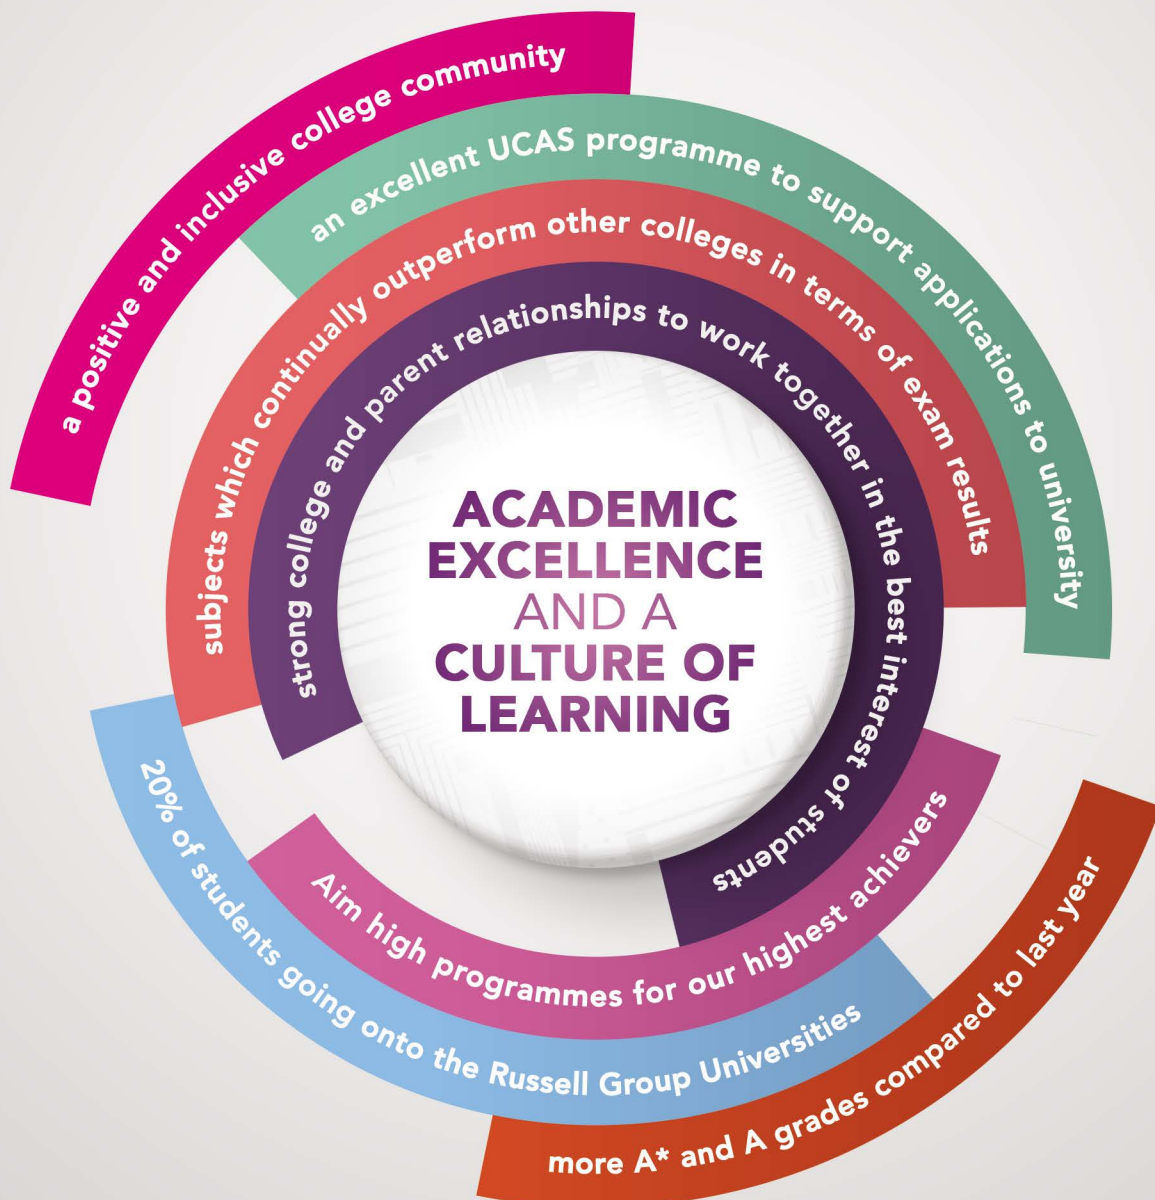 a positive and inclusive college community
an excellent UCAS programme to support applications to university
subjects which continually outperform other colleges in terms of exam results
strong college and parent relationships to work together in the best interest of students
ACADEMIC
EXCELLENCE
AND A
CULTURE OF
LEARNING
Aim high programmes for our highest achievers
20% of students going onto the Russell Group Universities
more A* and A grades compared to last year